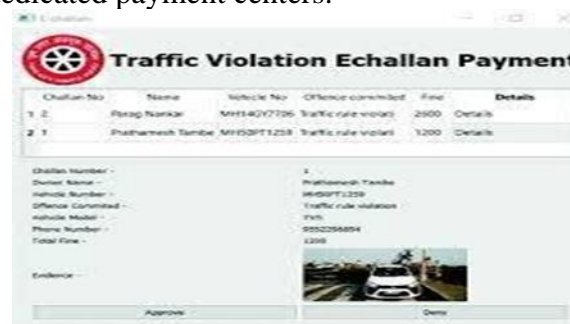 dedicated payment centers.
E-challan
Traffic Violation Echallan Payment
Challan No Name Vehicle No Offence commited Fine Details
1 2 Parag Narkar MH14GY7706 Traffic rule violati 2600 Details
2 1 Prathamesh Tambe MH50PT1259 Traffic rule violati 1200 Details
Challan Number - 1
Owner Name - Prathamesh Tambe
Vehicle Number - MH50PT1259
Offence Commited - Traffic rule violation
Vehicle Model -
Phone Number -
Total Fine - 1200
Evidence -
Approve Deny